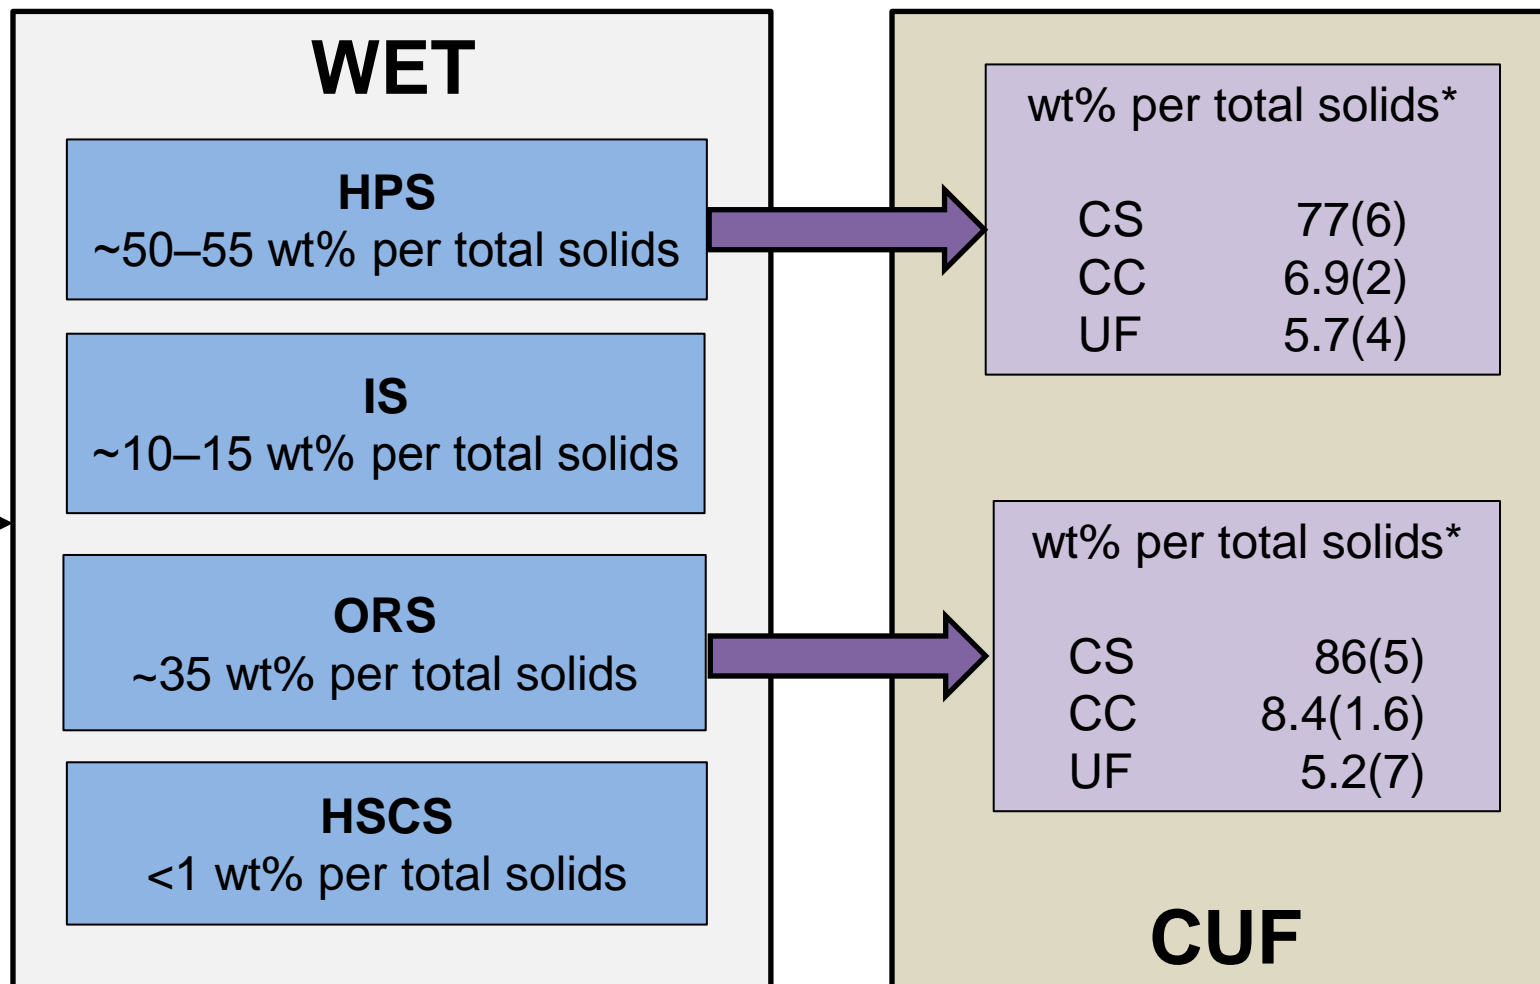 WET
HPS
~50–55 wt% per total solids
IS
~10–15 wt% per total solids
ORS
~35 wt% per total solids
HSCS
<1 wt% per total solids
wt% per total solids*
CS 77(6)
CC 6.9(2)
UF 5.7(4)
wt% per total solids*
CS 86(5)
CC 8.4(1.6)
UF 5.2(7)
CUF